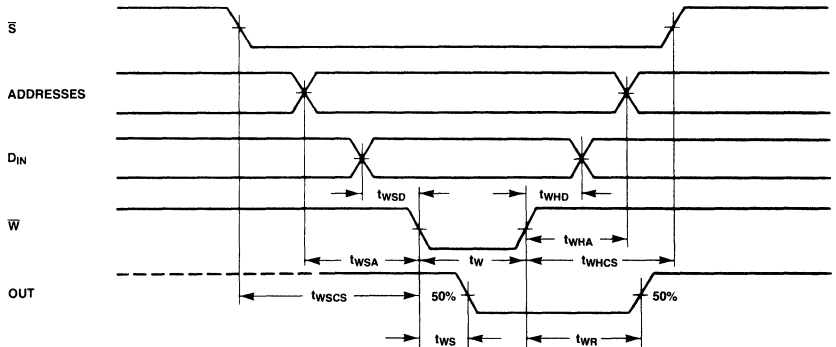 S̅
ADDRESSES
DIN
tWSD
tWHD
W̅
tWSA
tW
tWHA
tWHCS
OUT
tWSCS
50%
50%
tWS
tWR